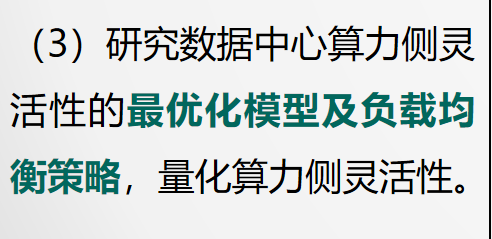 （3）研究数据中心算力侧灵
活性的最优化模型及负载均
衡策略，量化算力侧灵活性。